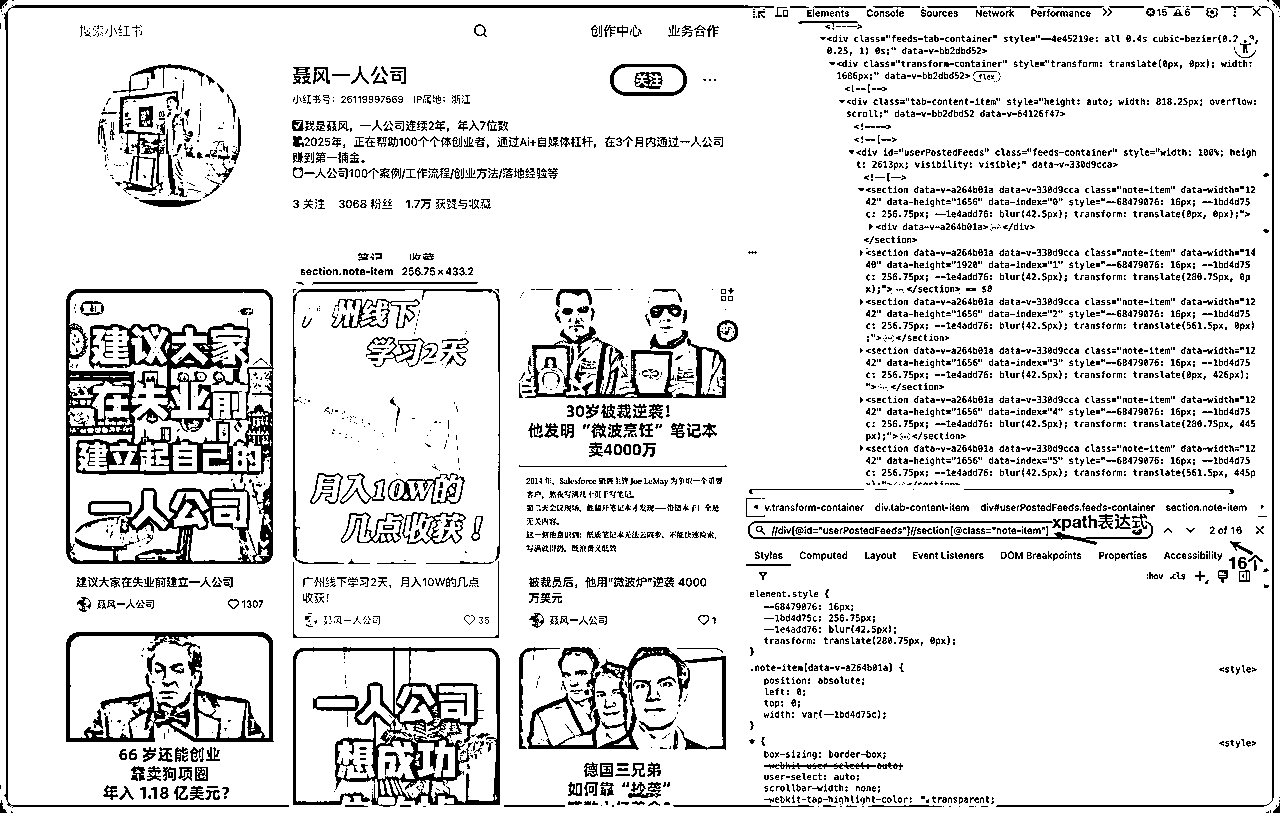 搜索小红书
创作中心 业务合作
聂风一人公司
关注
小红书号：26119997569 IP属地：浙江
我是聂风，一人公司连续2年，年入7位数
2025年，正在帮助100个个体创业者，通过Ai+自媒体杠杆，在3个月内通过一人公司
赚到第一桶金。
一人公司100个案例/工作流程/创业方法/落地经验等
3 关注 3068 粉丝 1.7万 获赞与收藏
笔记 收藏
section.note-item 256.75×433.2
建议大家
在失业前
建立起自己的
一人公司
建议大家在失业前建立一人公司
聂风一人公司 1307
广州线下
学习2天
月入10W的
几点收获！
广州线下学习2天，月入10W的几点
收获！
聂风一人公司 35
30岁被裁逆袭！
他发明“微波烹饪”笔记本
卖4000万
被裁员后，他用“微波炉”逆袭 4000
万美元
聂风一人公司 1
66 岁还能创业
靠卖狗项圈
年入 1.18 亿美元？
一人公司
想成功
德国三兄弟
如何靠“抄袭”
Elements Console Sources Network Performance 15 6
<!---->
<div class="feeds-tab-container" style="--4e45219e: all 0.4s cubic-bezier(0.2
0.25, 1) 0s;" data-v-bb2dbd52>
<div class="transform-container" style="transform: translate(0px, 0px); width:
1686px;" data-v-bb2dbd52> flex
<!--[-->
<div class="tab-content-item" style="height: auto; width: 818.25px; overflow:
scroll;" data-v-bb2dbd52 data-v-64126f47>
<!---->
<!--[-->
<div id="userPostedFeeds" class="feeds-container" style="width: 100%; heigh
t: 2613px; visibility: visible;" data-v-330d9cca>
<!--[-->
<section data-v-a264b01a data-v-330d9cca class="note-item" data-width="12
42" data-height="1656" data-index="0" style="--68479076: 16px; --1bd4d75
c: 256.75px; --1e4add76: blur(42.5px); transform: translate(0px, 0px);">
<div data-v-a264b01a>…</div>
</section>
<section data-v-a264b01a data-v-330d9cca class="note-item" data-width="14
40" data-height="1920" data-index="1" style="--68479076: 16px; --1bd4d75
c: 256.75px; --1e4add76: blur(42.5px); transform: translate(280.75px, 0p
x);">…</section> == $0
<section data-v-a264b01a data-v-330d9cca class="note-item" data-width="12
42" data-height="1656" data-index="2" style="--68479076: 16px; --1bd4d75
c: 256.75px; --1e4add76: blur(42.5px); transform: translate(561.5px, 0px)
;">…</section>
<section data-v-a264b01a data-v-330d9cca class="note-item" data-width="12
42" data-height="1656" data-index="3" style="--68479076: 16px; --1bd4d75
c: 256.75px; --1e4add76: blur(42.5px); transform: translate(0px, 426px);
">…</section>
<section data-v-a264b01a data-v-330d9cca class="note-item" data-width="12
42" data-height="1656" data-index="4" style="--68479076: 16px; --1bd4d75
c: 256.75px; --1e4add76: blur(42.5px); transform: translate(280.75px, 445
px);">…</section>
<section data-v-a264b01a data-v-330d9cca class="note-item" data-width="12
42" data-height="1656" data-index="5" style="--68479076: 16px; --1bd4d75
c: 256.75px; --1e4add76: blur(42.5px); transform: translate(561.5px, 445p
v.transform-container div.tab-content-item div#userPostedFeeds.feeds-container section.note-item
//div[@id="userPostedFeeds"]//section[@class="note-item"] 2 of 16
xpath表达式
16个
Styles Computed Layout Event Listeners DOM Breakpoints Properties Accessibility
:hov .cls
element.style {
--68479076: 16px;
--1bd4d75c: 256.75px;
--1e4add76: blur(42.5px);
transform: translate(280.75px, 0px);
}
.note-item[data-v-a264b01a] { <style>
position: absolute;
left: 0;
top: 0;
width: var(--1bd4d75c);
}
* { <style>
box-sizing: border-box;
-webkit-user-select: auto;
user-select: auto;
scrollbar-width: none;
-webkit-tap-highlight-color: transparent;